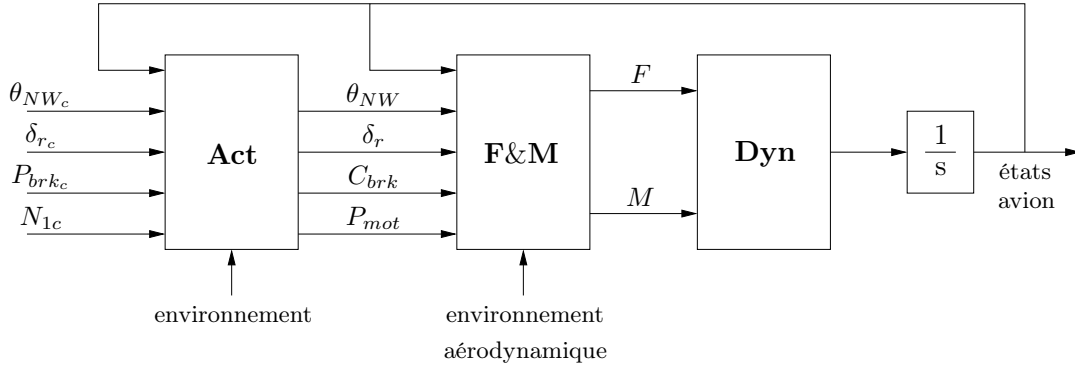 θ_{NW_c}
δ_{r_c}
P_{brk_c}
N_{1c}
Act
environnement
θ_{NW}
δ_r
C_{brk}
P_{mot}
F&M
environnement
aérodynamique
F
M
Dyn
1
s
états
avion